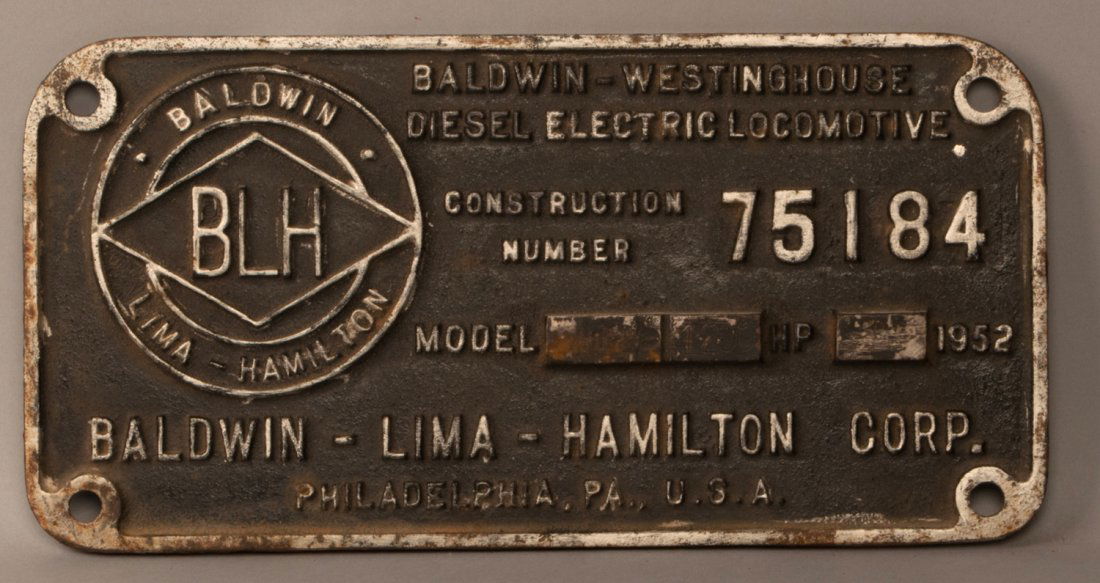 BALDWIN
BLH
LIMA - HAMILTON
BALDWIN - WESTINGHOUSE
DIESEL ELECTRIC LOCOMOTIVE
CONSTRUCTION
NUMBER
75184
MODEL HP 1952
BALDWIN - LIMA - HAMILTON CORP.
PHILADELPHIA, PA., U.S.A.